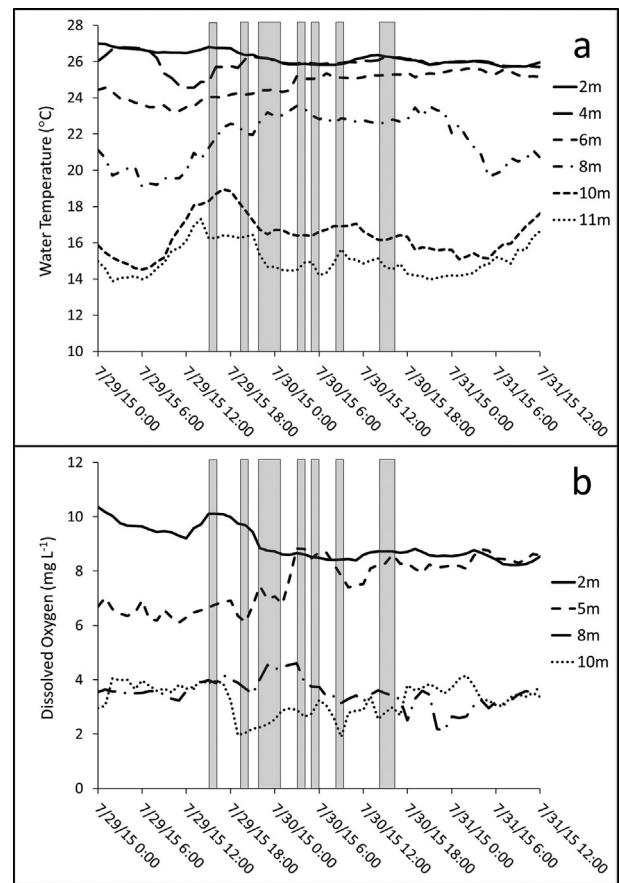 a
28
26
24
22
20
18
16
14
12
10
Water Temperature (°C)
2m
4m
6m
8m
10m
11m
7/29/15 0:00
7/29/15 6:00
7/29/15 12:00
7/29/15 18:00
7/30/15 0:00
7/30/15 6:00
7/30/15 12:00
7/30/15 18:00
7/31/15 0:00
7/31/15 6:00
7/31/15 12:00
b
12
10
8
6
4
2
0
Dissolved Oxygen (mg L⁻¹)
2m
5m
8m
10m
7/29/15 0:00
7/29/15 6:00
7/29/15 12:00
7/29/15 18:00
7/30/15 0:00
7/30/15 6:00
7/30/15 12:00
7/30/15 18:00
7/31/15 0:00
7/31/15 6:00
7/31/15 12:00